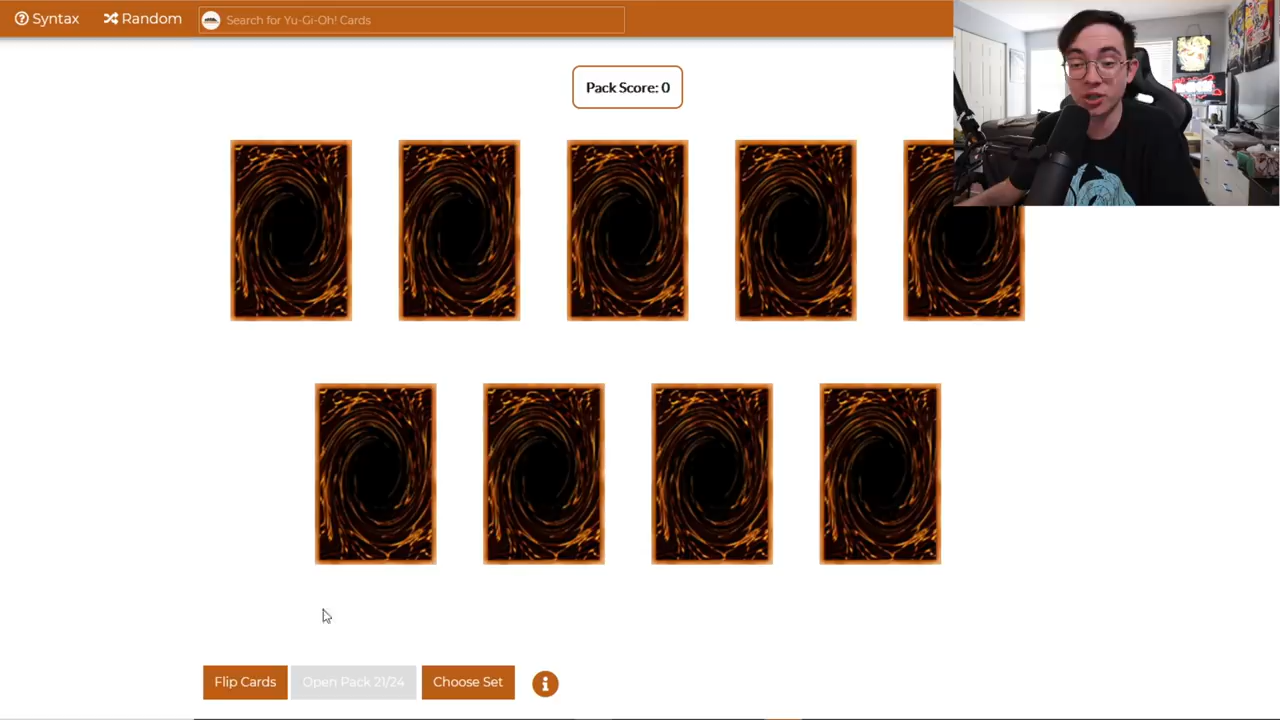 Syntax
Random
Search for Yu-Gi-Oh! Cards
Pack Score: 0
Flip Cards
Open Pack 21/24
Choose Set